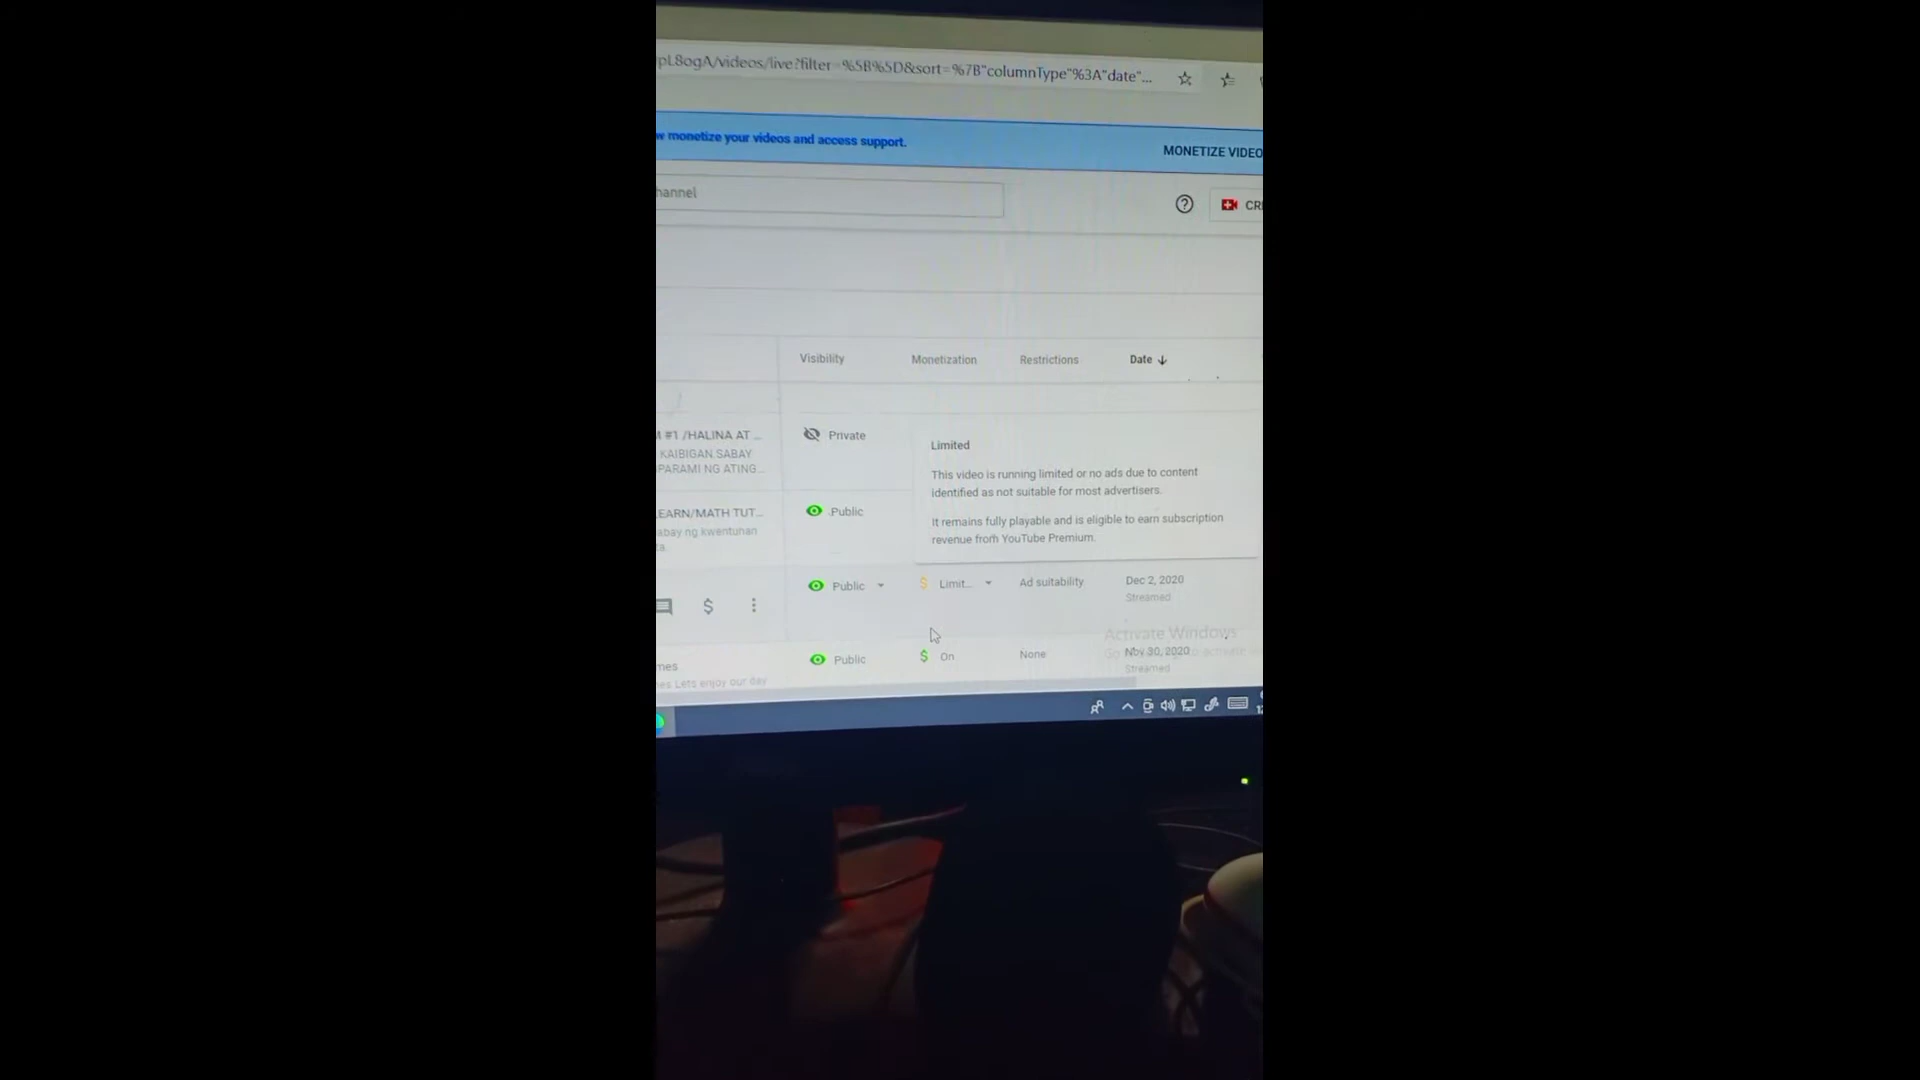 pL8ogA/videos/live?filter=%5B%5D&sort=%7B"columnType"%3A"date"...
monetize your videos and access support.
MONETIZE VIDEO
hannel
CR
Visibility
Monetization
Restrictions
Date
#1 /HALINA AT ...
KAIBIGAN SABAY
PARAMI NG ATING...
Private
Limited
This video is running limited or no ads due to content
identified as not suitable for most advertisers.
It remains fully playable and is eligible to earn subscription
revenue from YouTube Premium.
EARN/MATH TUT...
abay ng kwentuhan
Public
Public
Limit...
Ad suitability
Dec 2, 2020
Streamed
Activate Windows
Public
On
None
Nov 30, 2020
Streamed
mes
es Lets enjoy our day